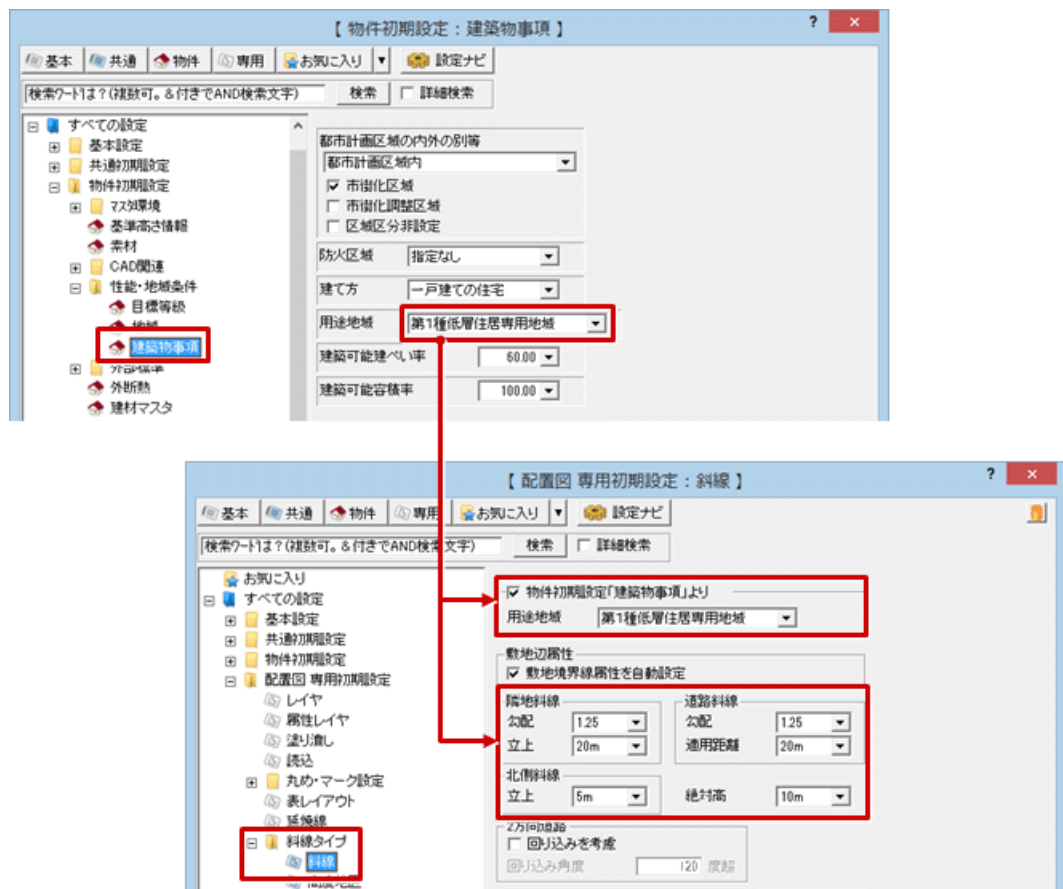 【 物件初期設定：建築物事項 】
?
×
基本 共通 物件 専用 お気に入り ▼ 設定ナビ
検索ワードは？(複数可。＆付きでAND検索文字) 検索 詳細検索
すべての設定
基本設定
共通初期設定
物件初期設定
マスタ環境
基準高さ情報
素材
CAD関連
性能・地域条件
目標等級
地域
建築物事項
外部標準
外断熱
建材マスタ
都市計画区域の内外の別等
都市計画区域内
市街化区域
市街化調整区域
区域区分非設定
防火区域 指定なし
建て方 一戸建ての住宅
用途地域 第1種低層住居専用地域
建築可能建ぺい率 60.00
建築可能容積率 100.00
【 配置図 専用初期設定：斜線 】
?
×
基本 共通 物件 専用 お気に入り ▼ 設定ナビ
検索ワードは？(複数可。＆付きでAND検索文字) 検索 詳細検索
お気に入り
すべての設定
基本設定
共通初期設定
物件初期設定
配置図 専用初期設定
レイヤ
属性レイヤ
塗り潰し
読込
丸め・マーク設定
表レイアウト
延焼線
斜線タイプ
斜線
高度地区
物件初期設定「建築物事項」より
用途地域 第1種低層住居専用地域
敷地辺属性
敷地境界線属性を自動設定
隣地斜線
勾配 1.25
立上 20m
道路斜線
勾配 1.25
適用距離 20m
北側斜線
立上 5m
絶対高 10m
2方向道路
回り込みを考慮
回り込み角度 120 度超